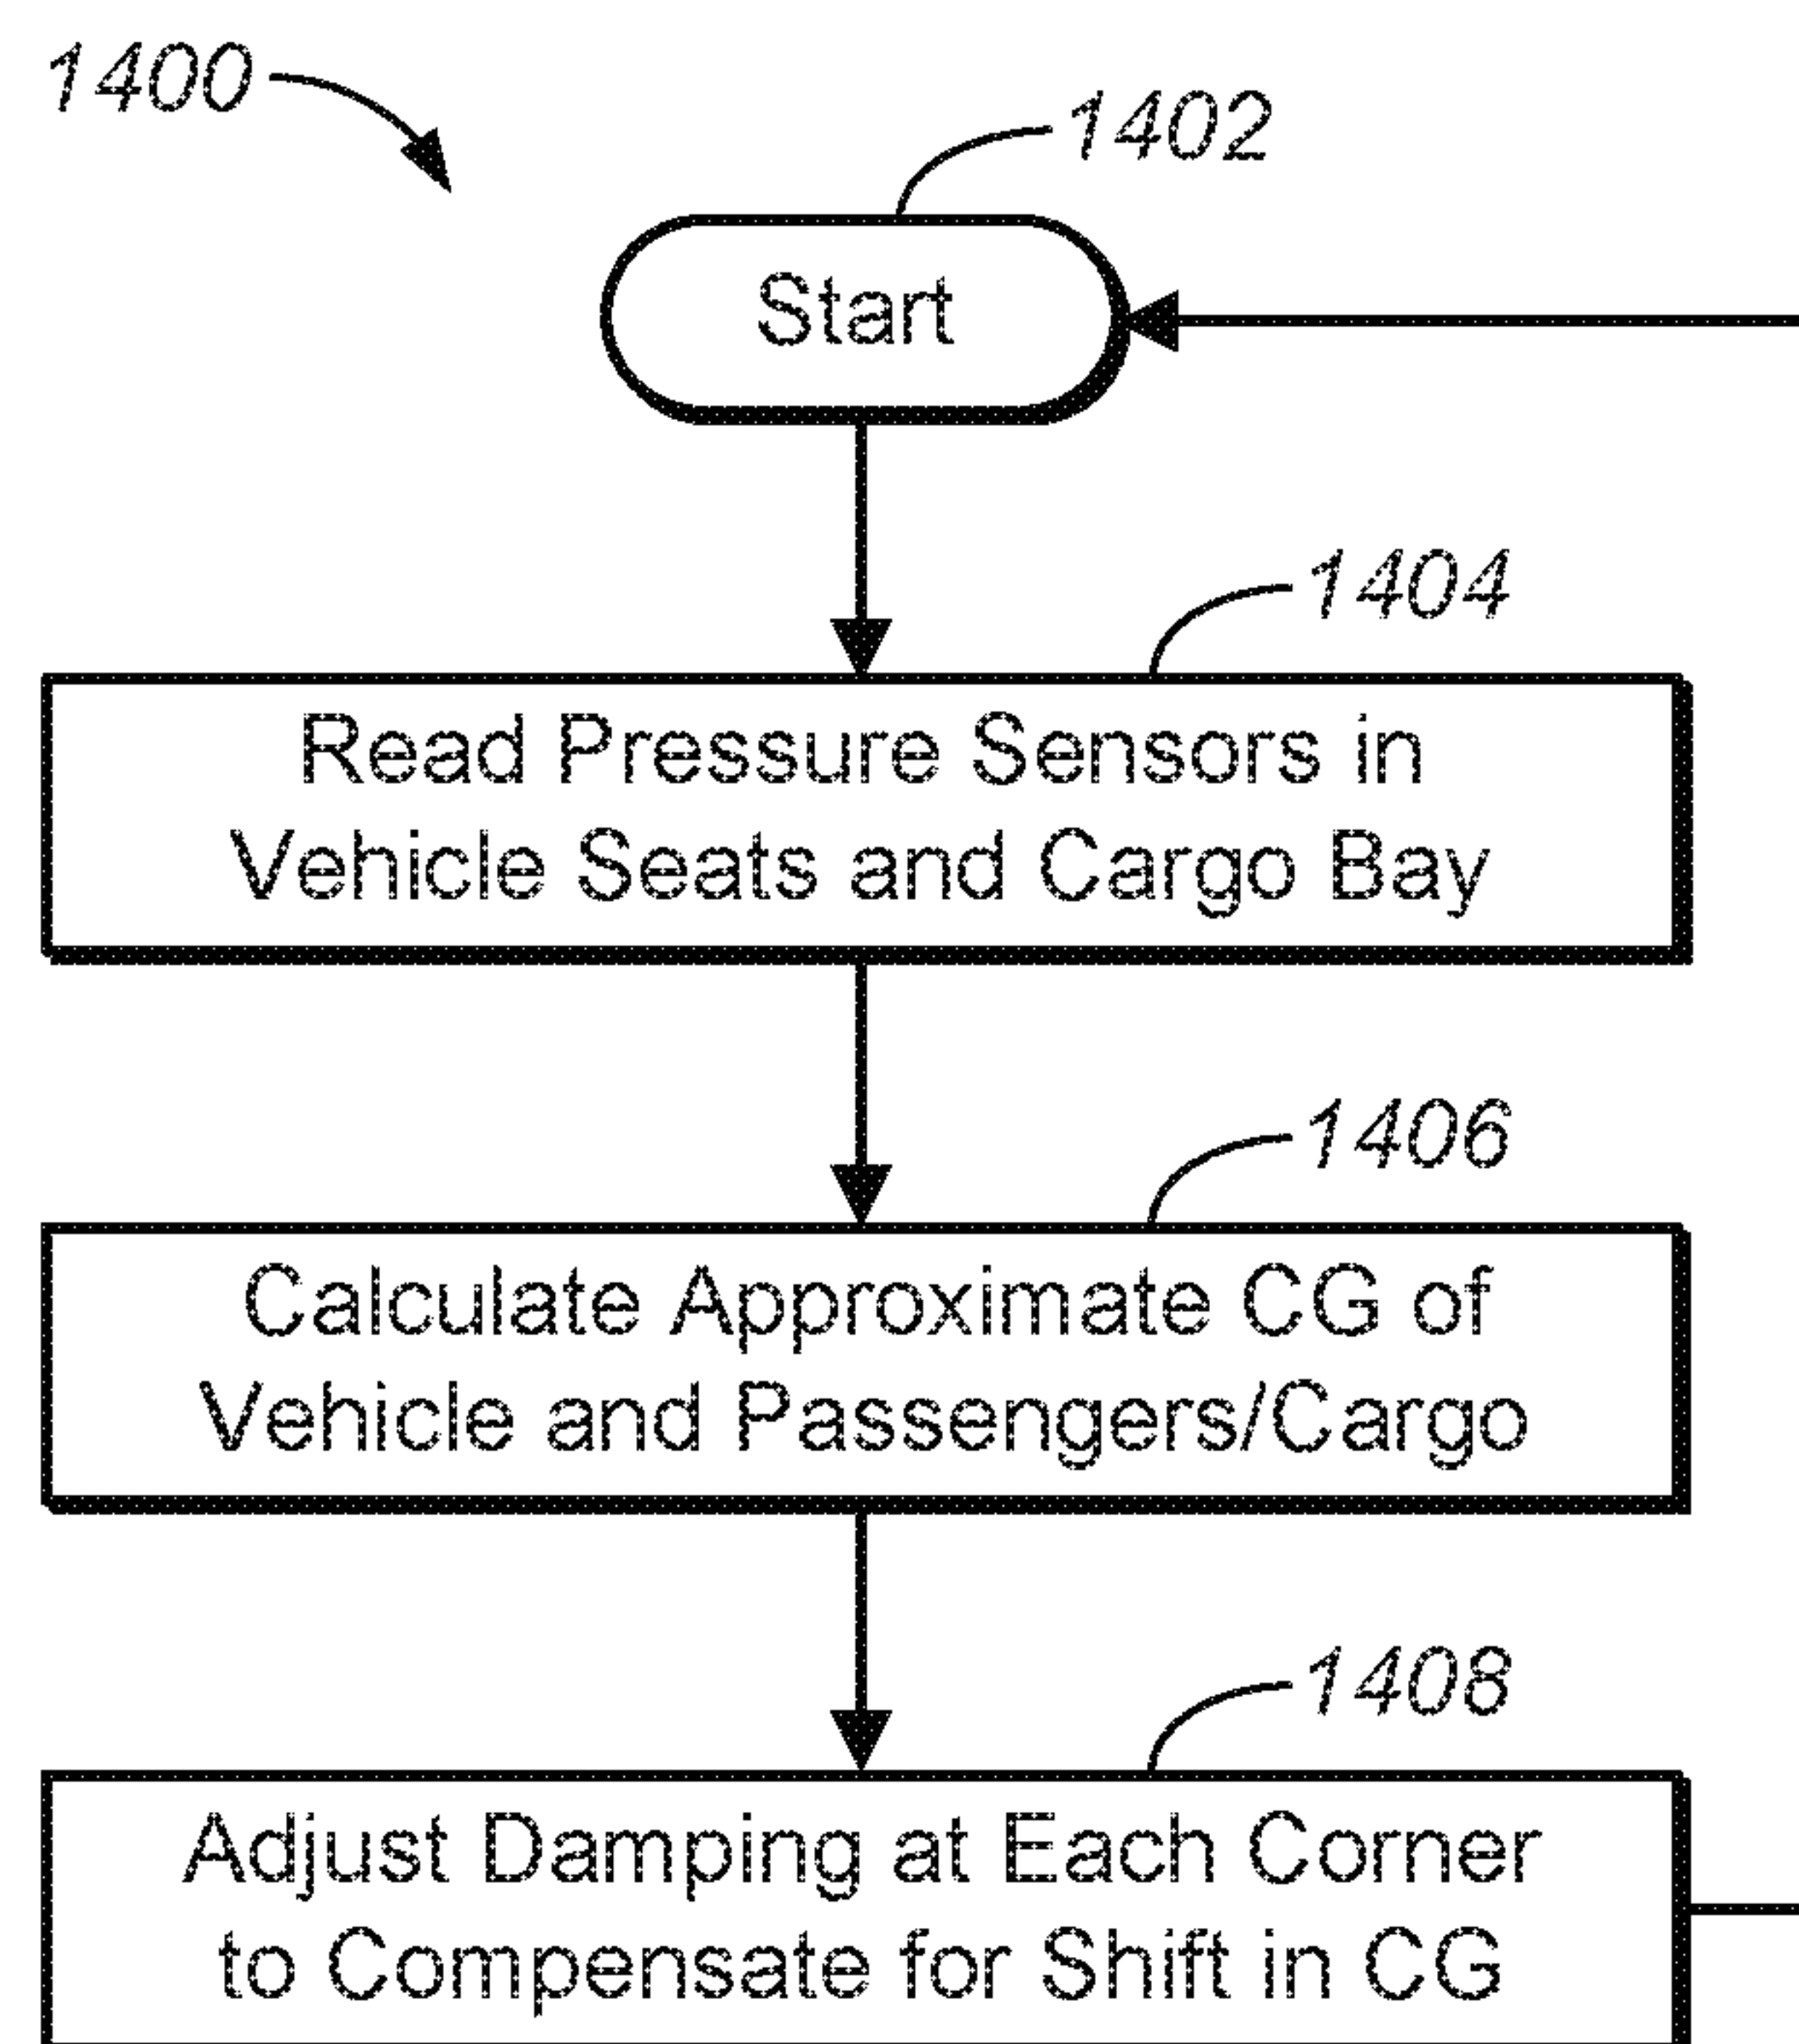 1400
1402
Start
1404
Read Pressure Sensors in
Vehicle Seats and Cargo Bay
1406
Calculate Approximate CG of
Vehicle and Passengers/Cargo
1408
Adjust Damping at Each Corner
to Compensate for Shift in CG